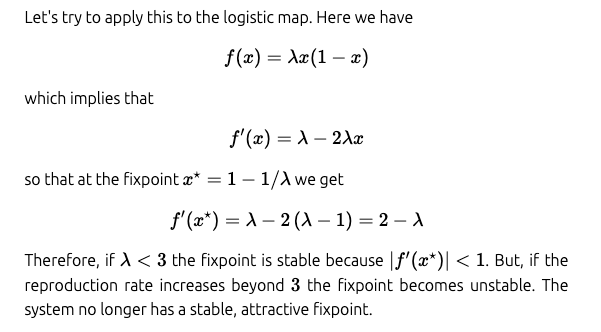 Let's try to apply this to the logistic map. Here we have
f(x) = λx(1 − x)
which implies that
f′(x) = λ − 2λx
so that at the fixpoint x⋆ = 1 − 1/λ we get
f′(x*) = λ − 2 (λ − 1) = 2 − λ
Therefore, if λ < 3 the fixpoint is stable because |f′(x*)| < 1. But, if the
reproduction rate increases beyond 3 the fixpoint becomes unstable. The
system no longer has a stable, attractive fixpoint.